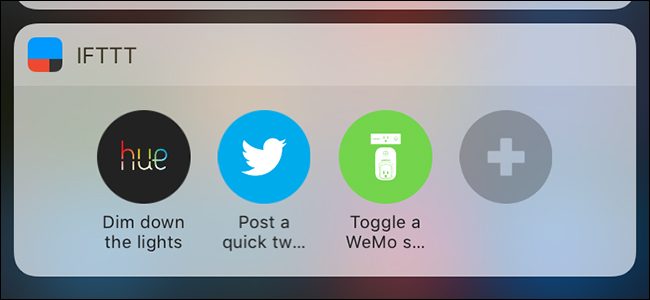 IFTTT
hue
Dim down
the lights
Post a
quick tw...
Toggle a
WeMo s...